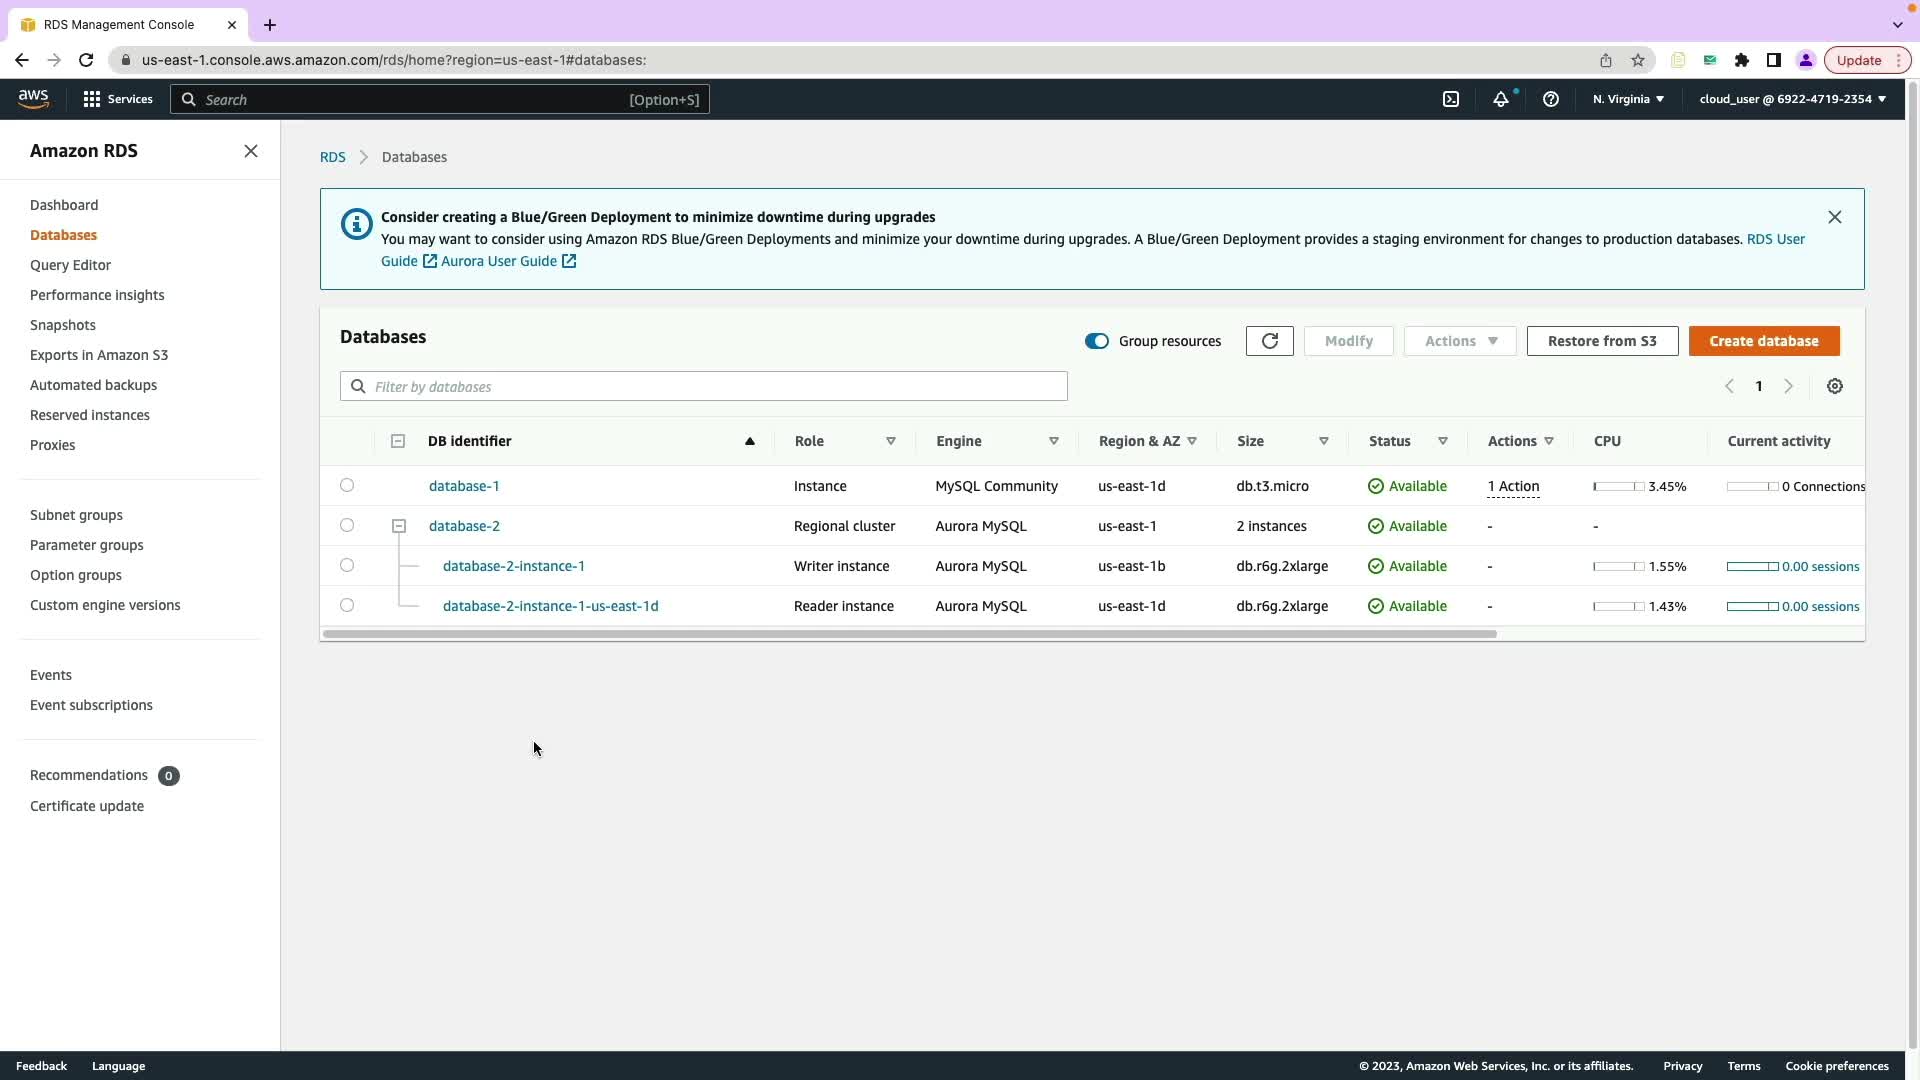 RDS Management Console
us-east-1.console.aws.amazon.com/rds/home?region=us-east-1#databases:
Update
aws
Services
Search
[Option+S]
N. Virginia
cloud_user @ 6922-4719-2354
Amazon RDS
Dashboard
Databases
Query Editor
Performance insights
Snapshots
Exports in Amazon S3
Automated backups
Reserved instances
Proxies
Subnet groups
Parameter groups
Option groups
Custom engine versions
Events
Event subscriptions
Recommendations 0
Certificate update
RDS Databases
Consider creating a Blue/Green Deployment to minimize downtime during upgrades
You may want to consider using Amazon RDS Blue/Green Deployments and minimize your downtime during upgrades. A Blue/Green Deployment provides a staging environment for changes to production databases. RDS User
Guide Aurora User Guide
Databases
Group resources
Modify
Actions
Restore from S3
Create database
Filter by databases
1
DB identifier Role Engine Region & AZ Size Status Actions CPU Current activity
database-1 Instance MySQL Community us-east-1d db.t3.micro Available 1 Action 3.45% 0 Connections
database-2 Regional cluster Aurora MySQL us-east-1 2 instances Available - -
database-2-instance-1 Writer instance Aurora MySQL us-east-1b db.r6g.2xlarge Available - 1.55% 0.00 sessions
database-2-instance-1-us-east-1d Reader instance Aurora MySQL us-east-1d db.r6g.2xlarge Available - 1.43% 0.00 sessions
Feedback Language © 2023, Amazon Web Services, Inc. or its affiliates. Privacy Terms Cookie preferences